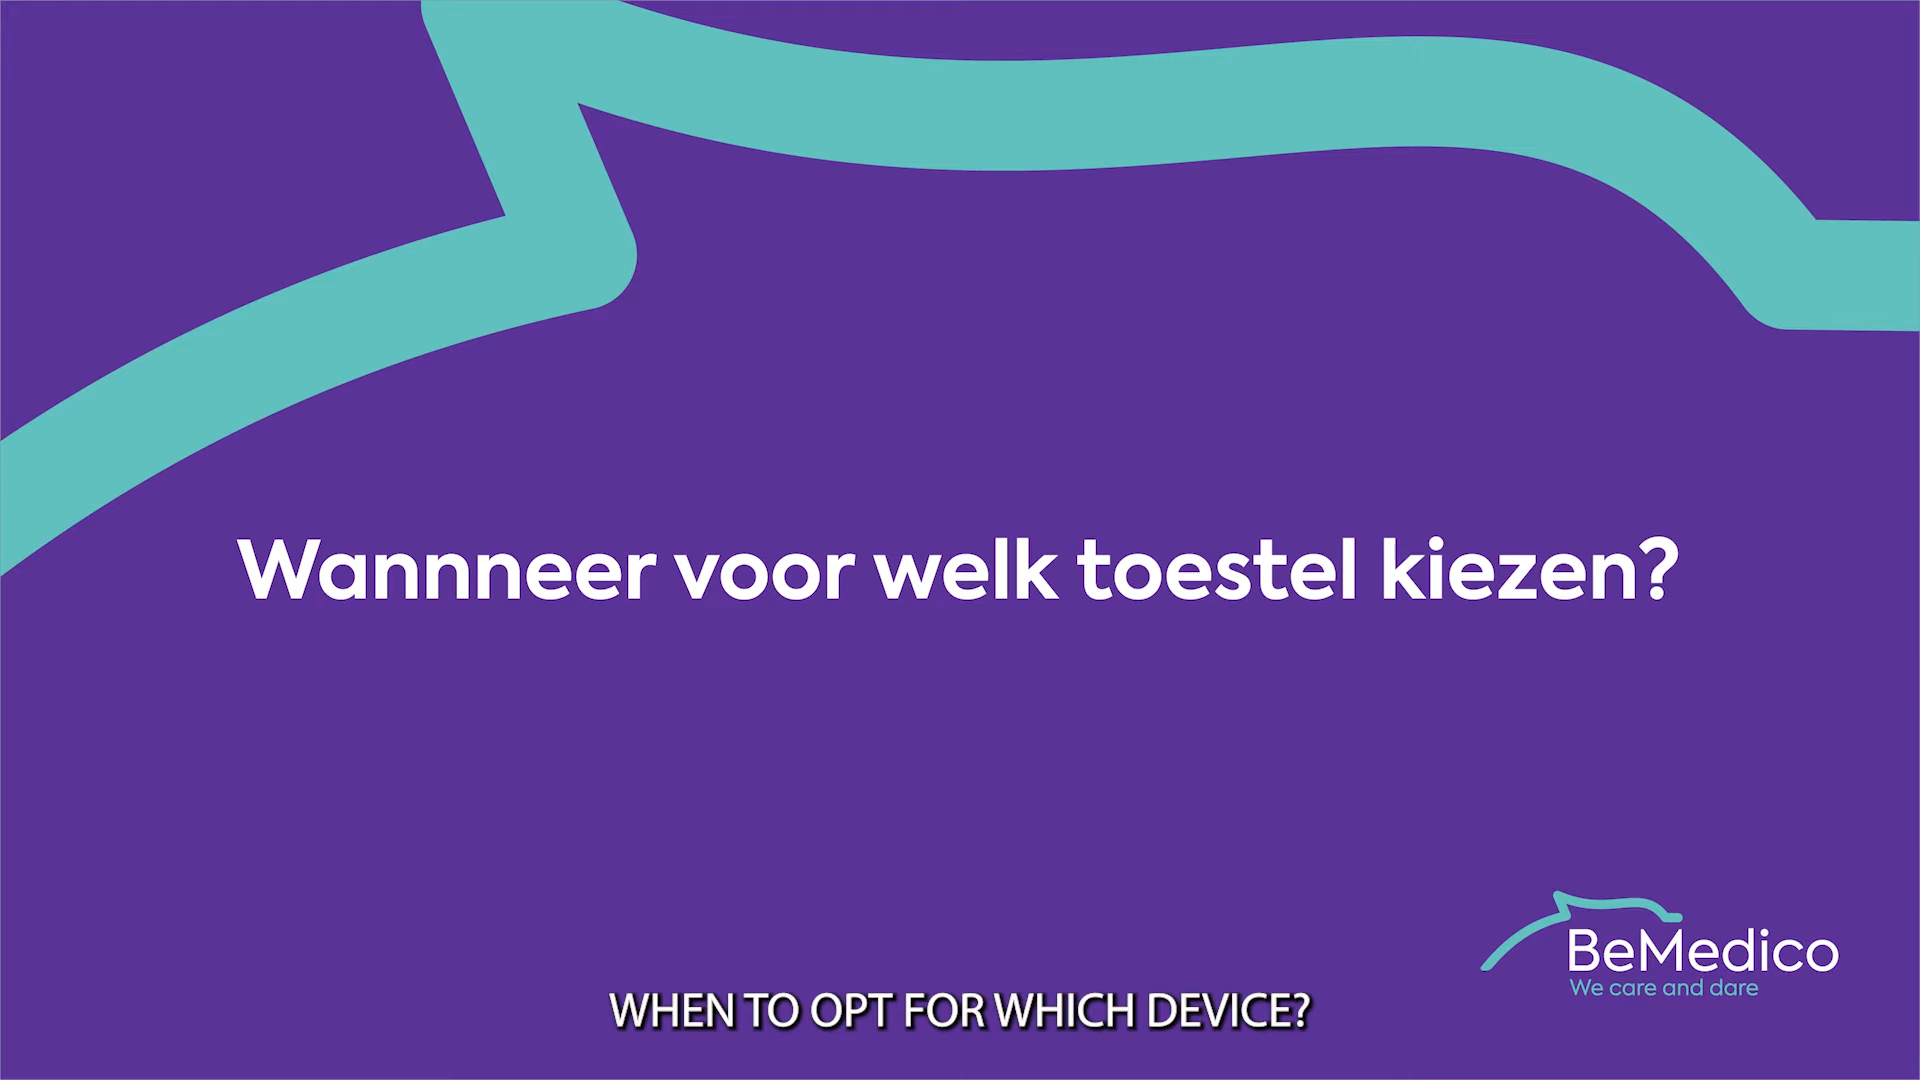 Wannneer voor welk toestel kiezen?
BeMedico
We care and dare
WHEN TO OPT FOR WHICH DEVICE?